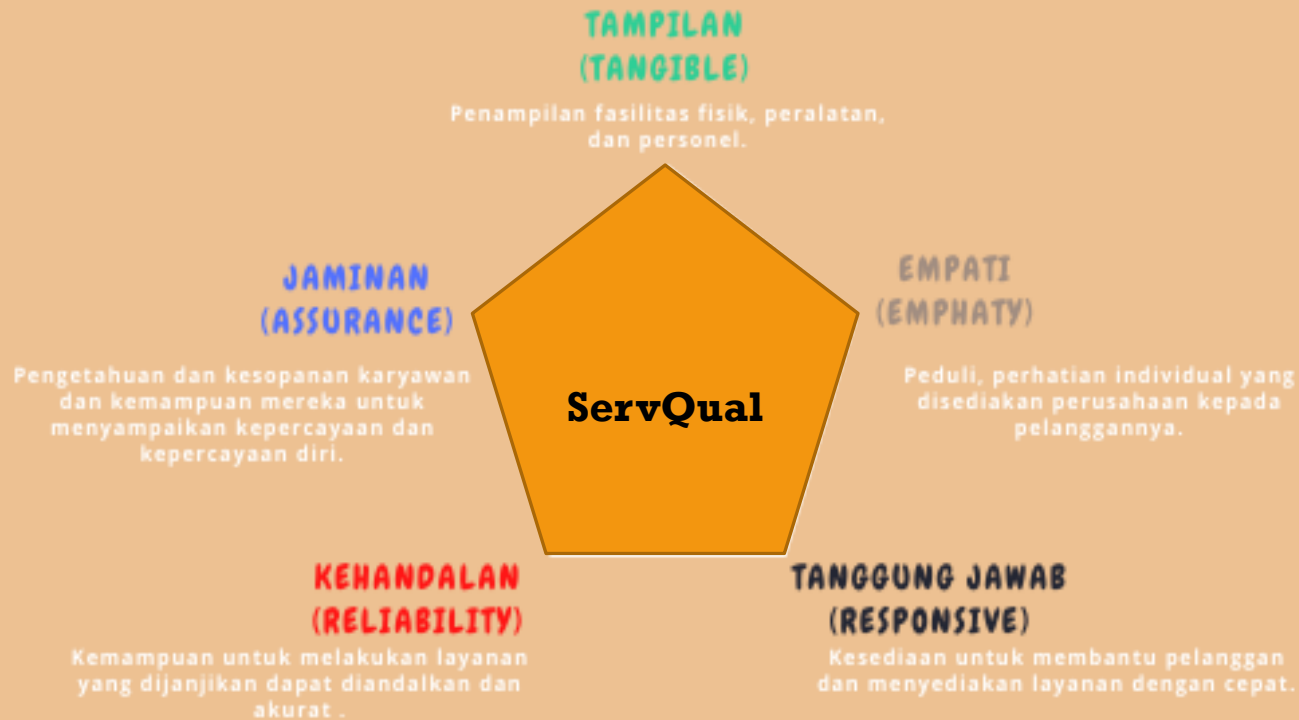 TAMPILAN
(TANGIBLE)
Penampilan fasilitas fisik, peralatan,
dan personel.
JAMINAN
(ASSURANCE)
Pengetahuan dan kesopanan karyawan
dan kemampuan mereka untuk
menyampaikan kepercayaan dan
kepercayaan diri.
EMPATI
(EMPHATY)
Peduli, perhatian individual yang
disediakan perusahaan kepada
pelanggannya.
ServQual
KEHANDALAN
(RELIABILITY)
Kemampuan untuk melakukan layanan
yang dijanjikan dapat diandalkan dan
akurat .
TANGGUNG JAWAB
(RESPONSIVE)
Kesediaan untuk membantu pelanggan
dan menyediakan layanan dengan cepat.